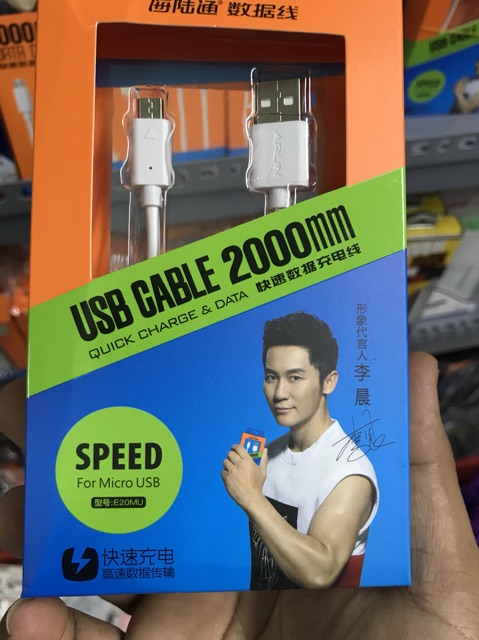 海陆通® 数据线
USB CABLE 2000mm
QUICK CHARGE & DATA 快速数据充电线
形象代言人 李晨
SPEED
For Micro USB
型号:E20MU
快速充电
高速数据传输
USB CABLE